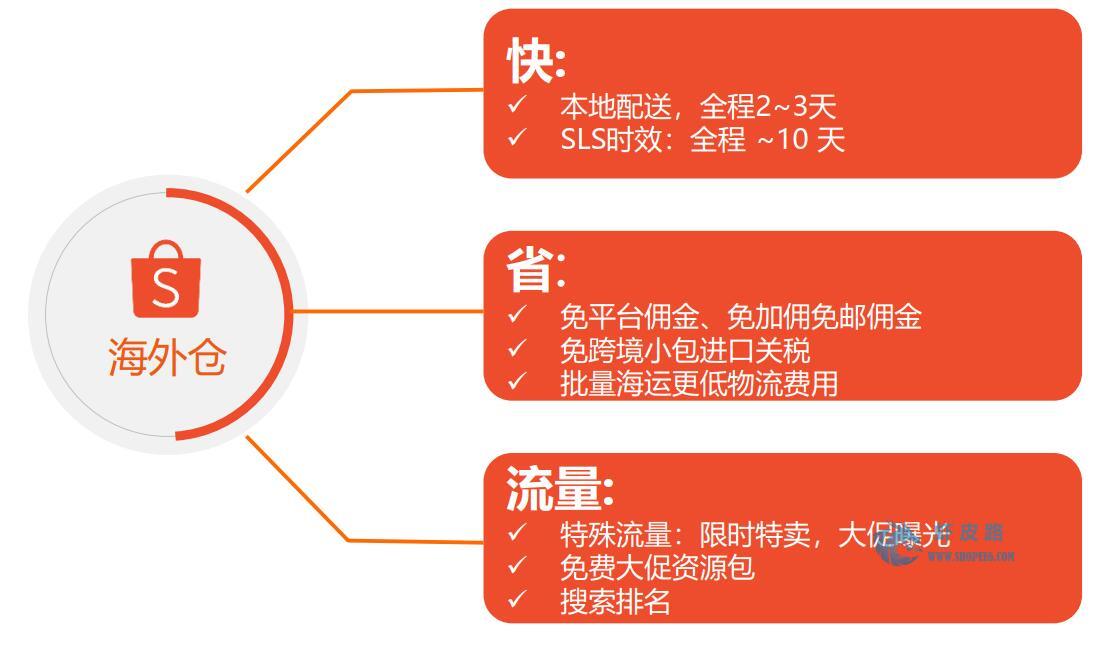 快:
✓ 本地配送，全程2~3天
✓ SLS时效：全程 ~10 天
S
海外仓
省:
✓ 免平台佣金、免加佣免邮佣金
✓ 免跨境小包进口关税
✓ 批量海运更低物流费用
流量:
✓ 特殊流量：限时特卖，大促曝光
皮路
WWW.SHOPE66.COM
✓ 免费大促资源包
✓ 搜索排名